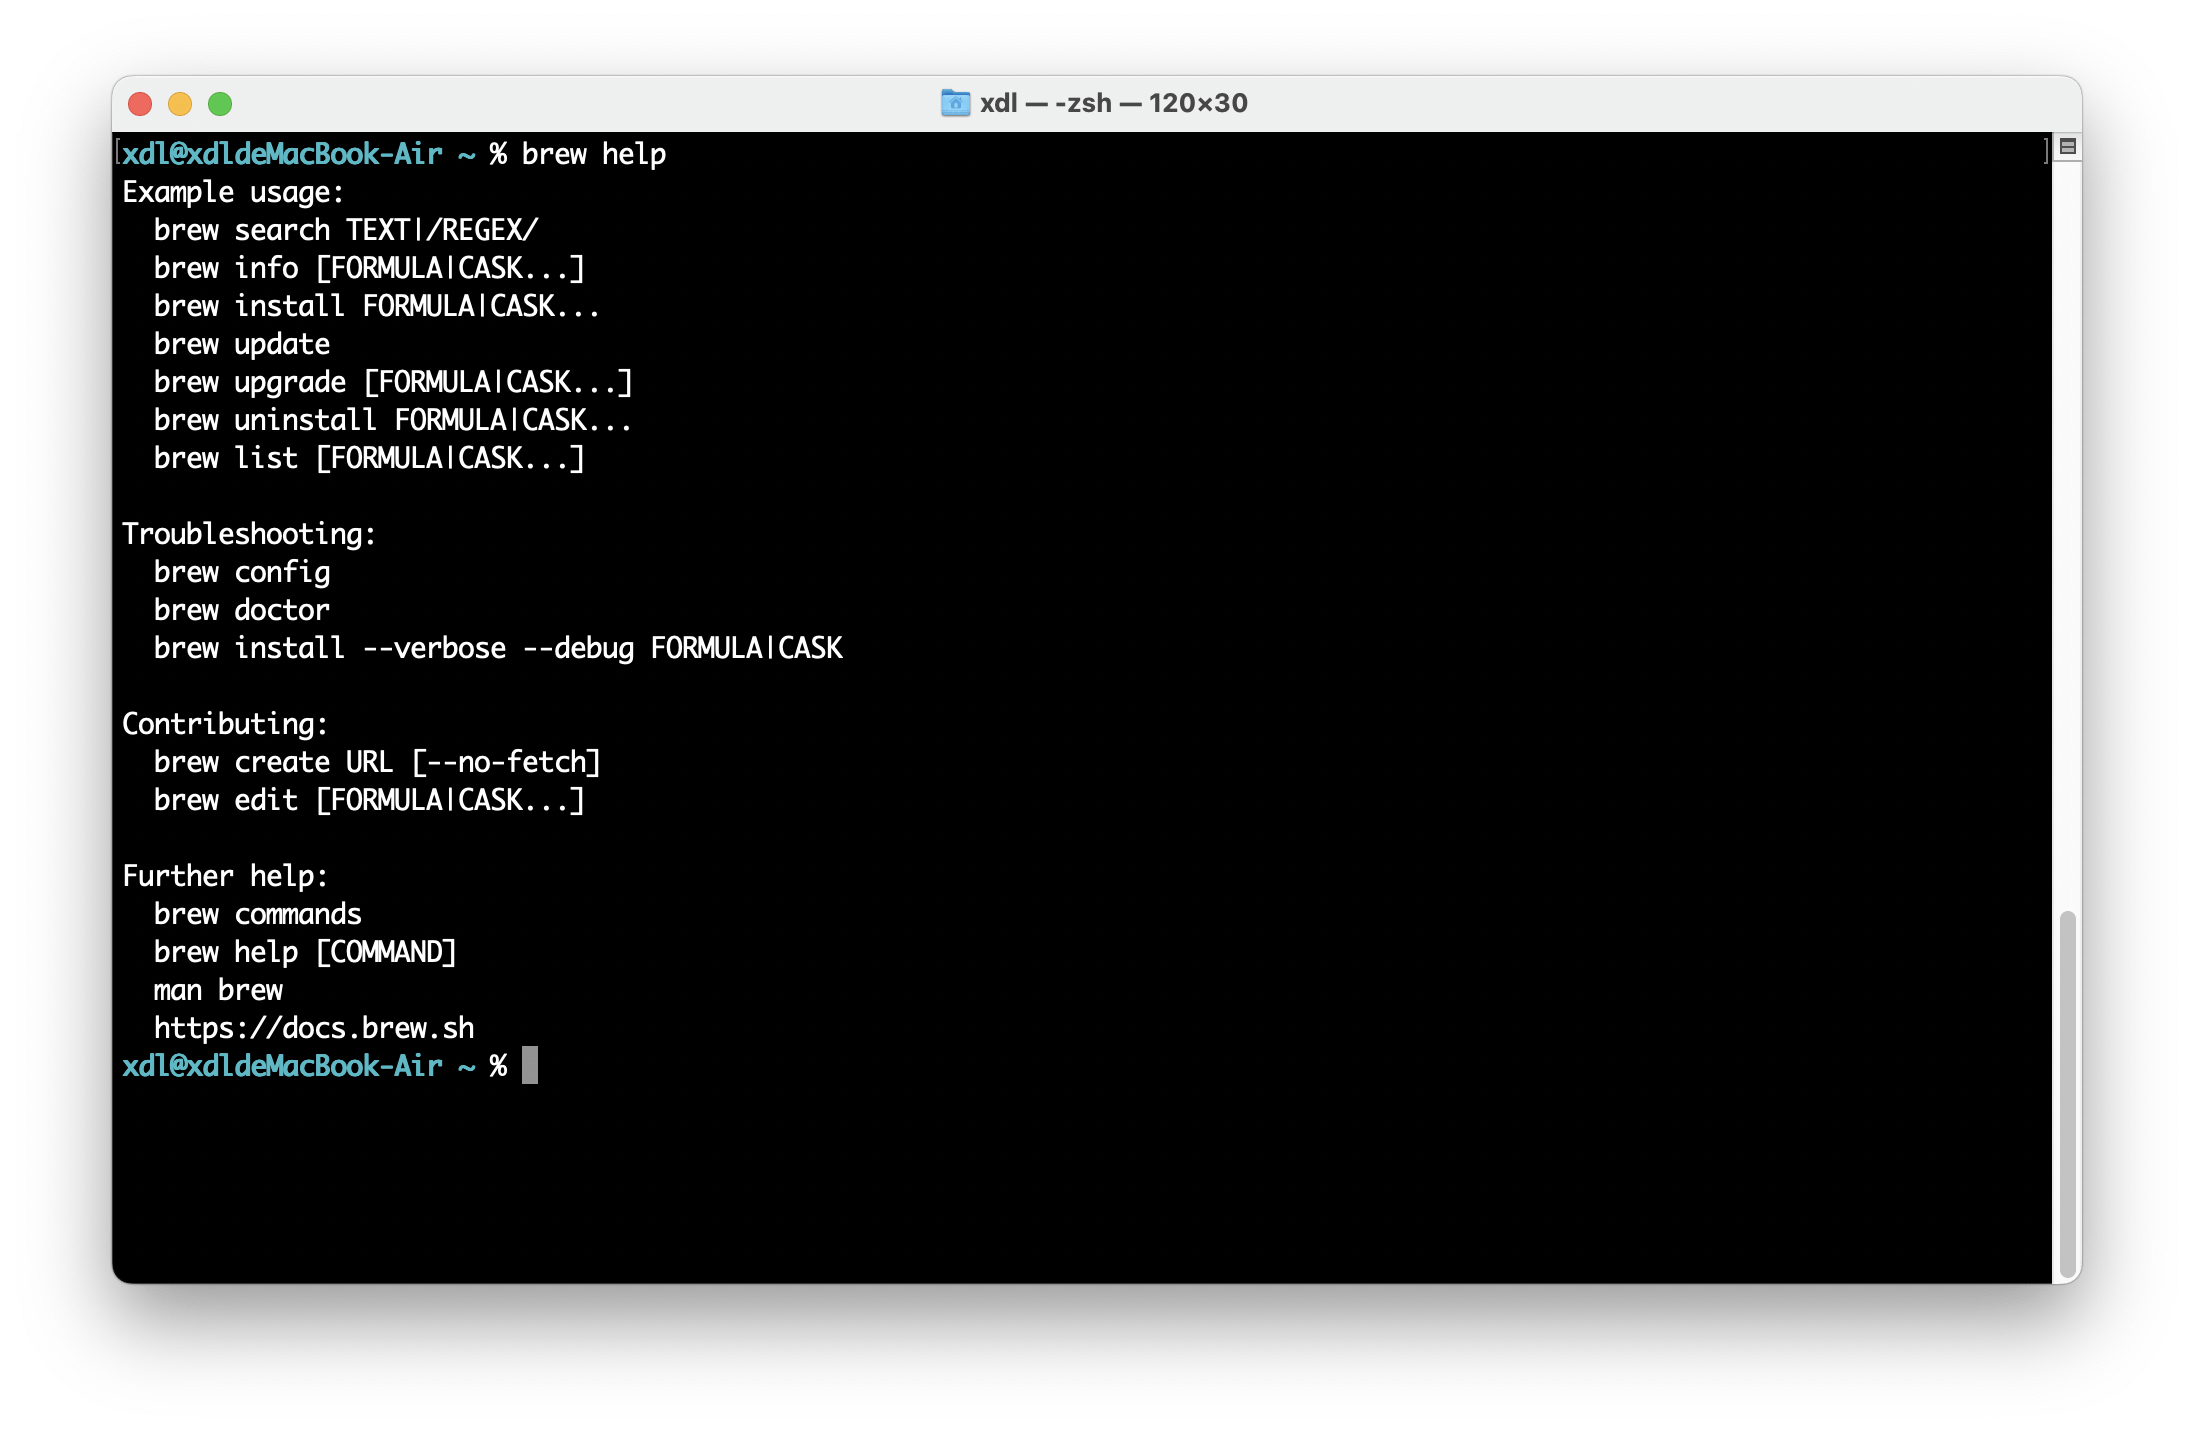 xdl — -zsh — 120×30
xdl@xdldeMacBook-Air ~ % brew help
Example usage:
  brew search TEXT|/REGEX/
  brew info [FORMULA|CASK...]
  brew install FORMULA|CASK...
  brew update
  brew upgrade [FORMULA|CASK...]
  brew uninstall FORMULA|CASK...
  brew list [FORMULA|CASK...]

Troubleshooting:
  brew config
  brew doctor
  brew install --verbose --debug FORMULA|CASK

Contributing:
  brew create URL [--no-fetch]
  brew edit [FORMULA|CASK...]

Further help:
  brew commands
  brew help [COMMAND]
  man brew
  https://docs.brew.sh
xdl@xdldeMacBook-Air ~ %